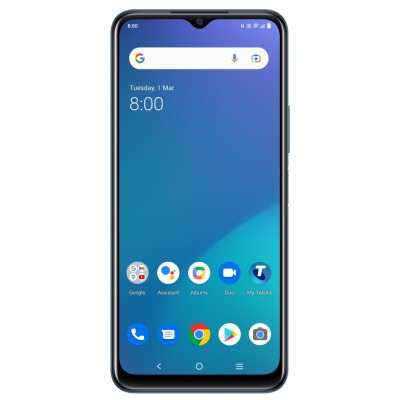 8:00
Tuesday, 1 Mar
8:00
Google
Assistant
Albums
Duo
My Telstra